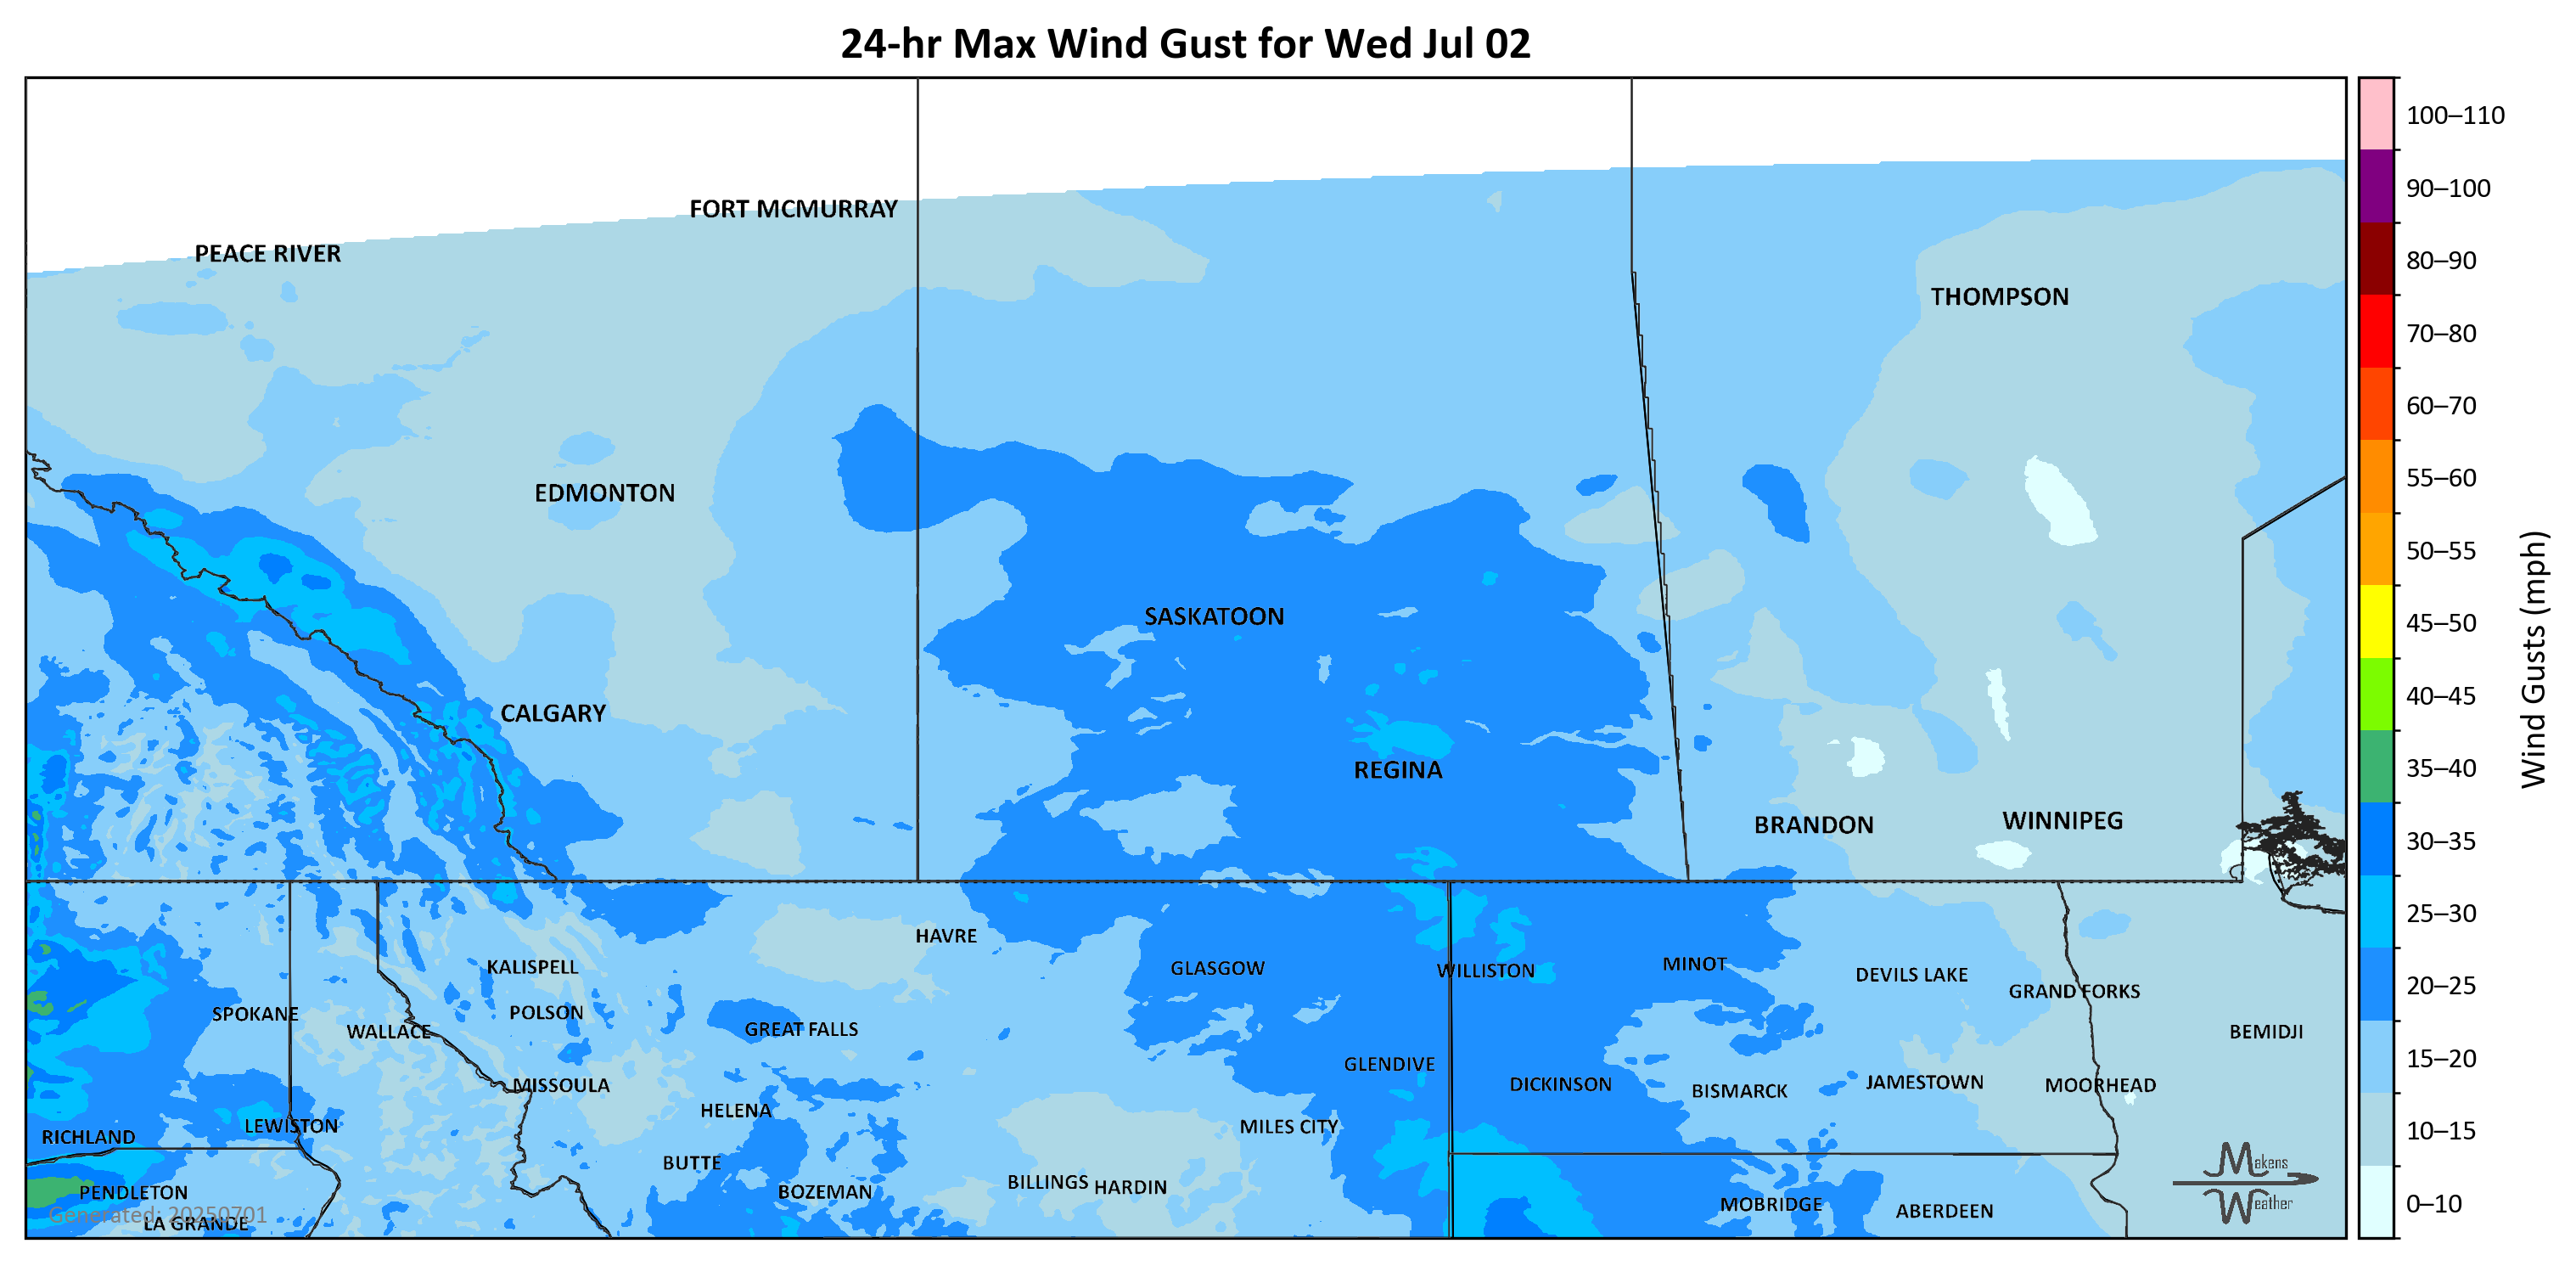 24-hr Max Wind Gust for Wed Jul 02
100–110
FORT MCMURRAY
90–100
PEACE RIVER
80–90
THOMPSON
70–80
60–70
EDMONTON
55–60
50–55
SASKATOON
45–50
CALGARY
40–45
REGINA
35–40
Wind Gusts (mph)
BRANDON
WINNIPEG
30–35
HAVRE
25–30
KALISPELL
GLASGOW
WILLISTON
MINOT
DEVILS LAKE
20–25
GRAND FORKS
SPOKANE
POLSON
WALLACE
GREAT FALLS
BEMIDJI
GLENDIVE
15–20
MISSOULA
DICKINSON
BISMARCK
JAMESTOWN
MOORHEAD
HELENA
LEWISTON
MILES CITY
RICHLAND
10–15
BUTTE
BILLINGS
HARDIN
Makens
Weather
PENDLETON
BOZEMAN
MOBRIDGE
ABERDEEN
0–10
Generated: 20250701
LA GRANDE